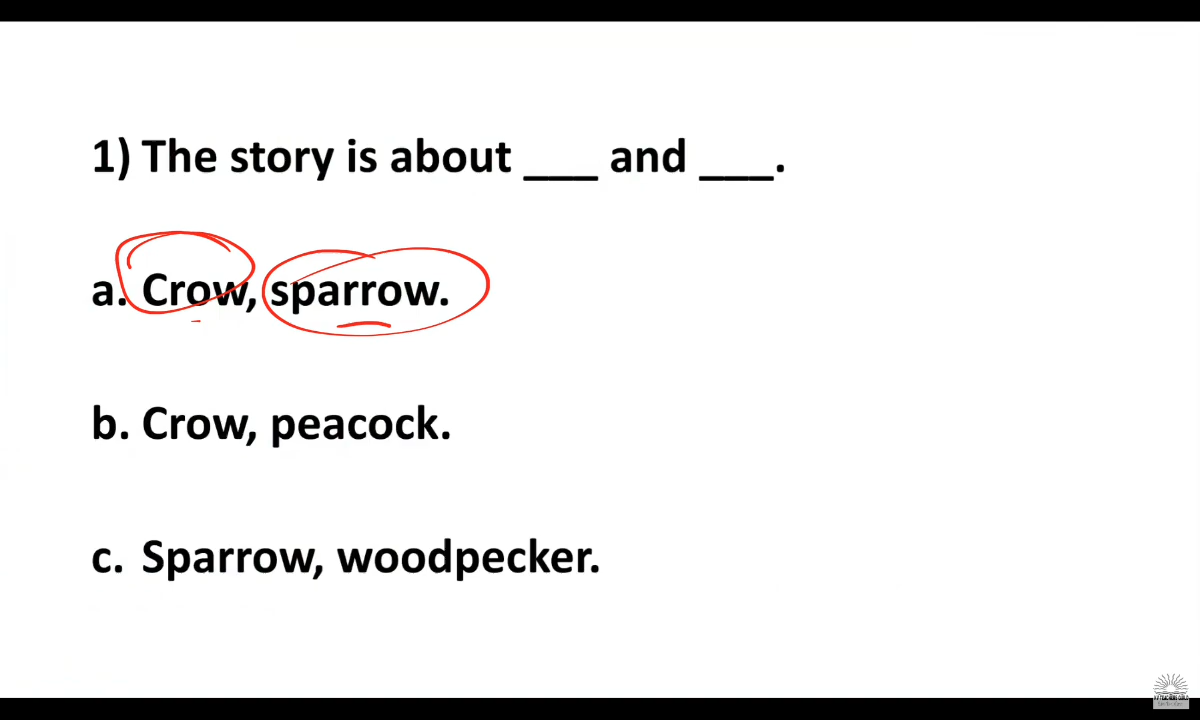 1) The story is about ___ and ___.
a. Crow, sparrow.
b. Crow, peacock.
c. Sparrow, woodpecker.